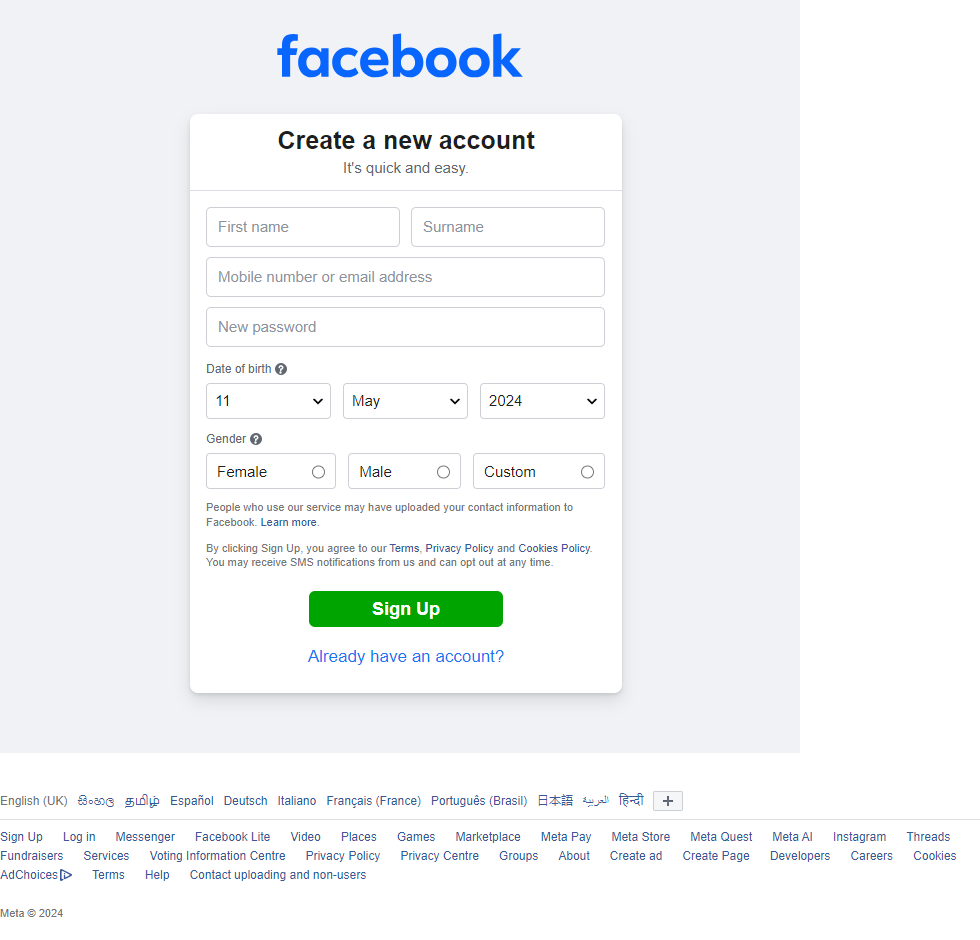 facebook
Create a new account
It's quick and easy.
First name Surname
Mobile number or email address
New password
Date of birth ?
11 May 2024
Gender ?
Female Male Custom
People who use our service may have uploaded your contact information to
Facebook. Learn more.
By clicking Sign Up, you agree to our Terms, Privacy Policy and Cookies Policy.
You may receive SMS notifications from us and can opt out at any time.
Sign Up
Already have an account?
English (UK) සිංහල தமிழ் Español Deutsch Italiano Français (France) Português (Brasil) 日本語 العربية हिन्दी +
Sign Up Log in Messenger Facebook Lite Video Places Games Marketplace Meta Pay Meta Store Meta Quest Meta AI Instagram Threads
Fundraisers Services Voting Information Centre Privacy Policy Privacy Centre Groups About Create ad Create Page Developers Careers Cookies
AdChoices Terms Help Contact uploading and non-users
Meta © 2024